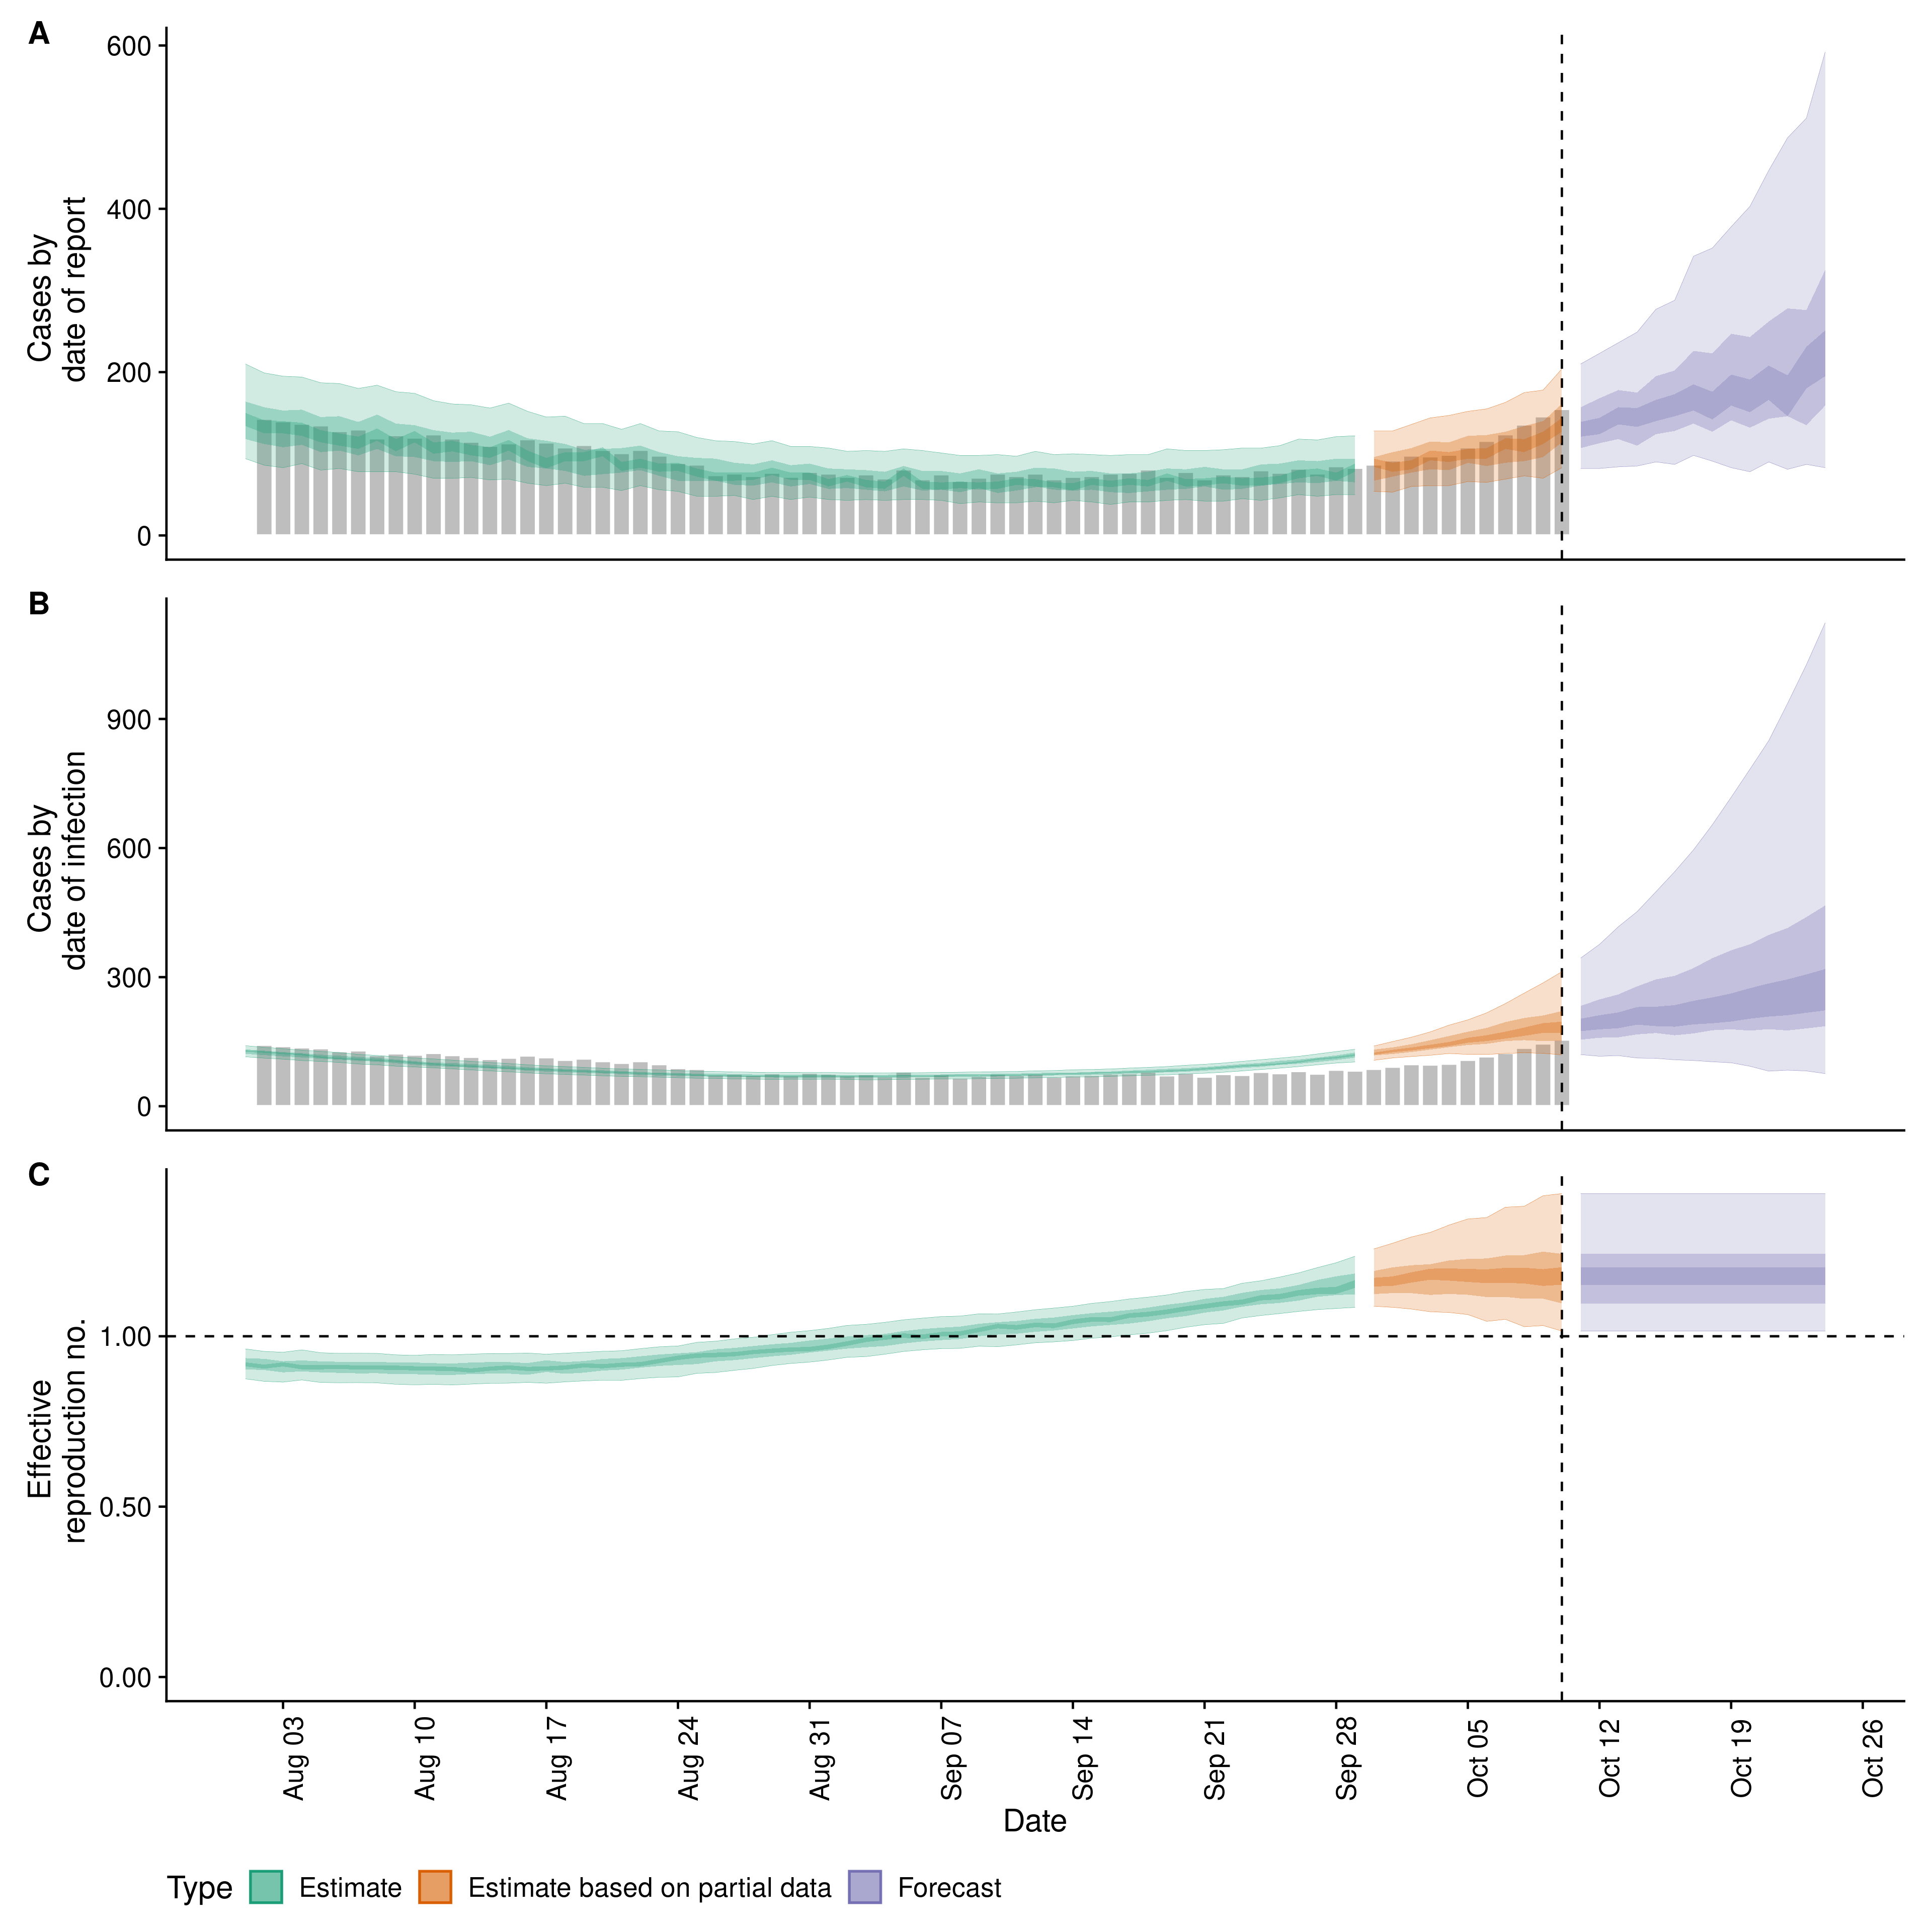 A
Cases by
date of report
600
400
200
0
B
Cases by
date of infection
900
600
300
0
C
Effective
reproduction no.
1.00
0.50
0.00
Aug 03
Aug 10
Aug 17
Aug 24
Aug 31
Sep 07
Sep 14
Sep 21
Sep 28
Oct 05
Oct 12
Oct 19
Oct 26
Date
Type Estimate Estimate based on partial data Forecast